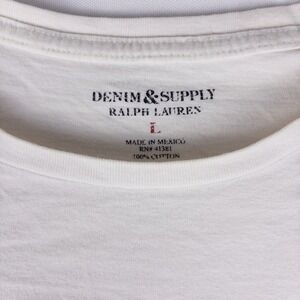 DENIM & SUPPLY
RALPH LAUREN
L
MADE IN MEXICO
RN# 41381
100% COTTON